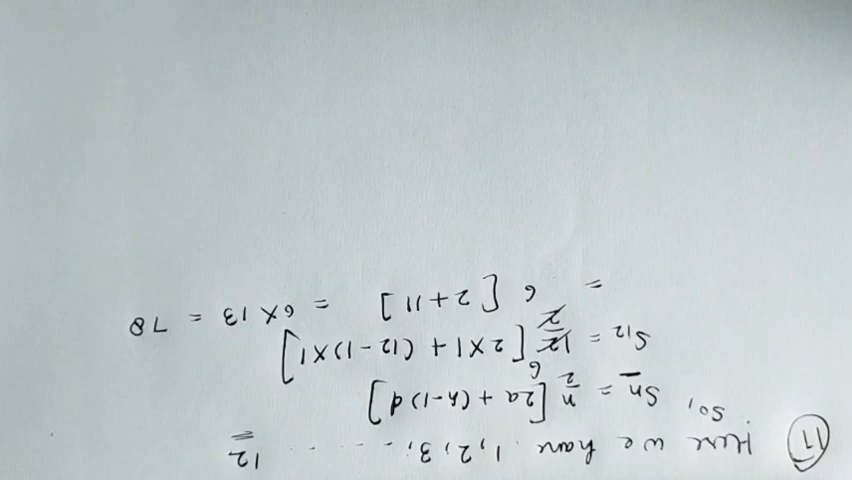 (17) Here we have 1, 2, 3, ------- 12
So, Sn = n/2 [2a + (n-1)d]
S12 = 12/2 6 [2×1 + (12-1)×1]
= 6 [2+11] = 6×13 = 78